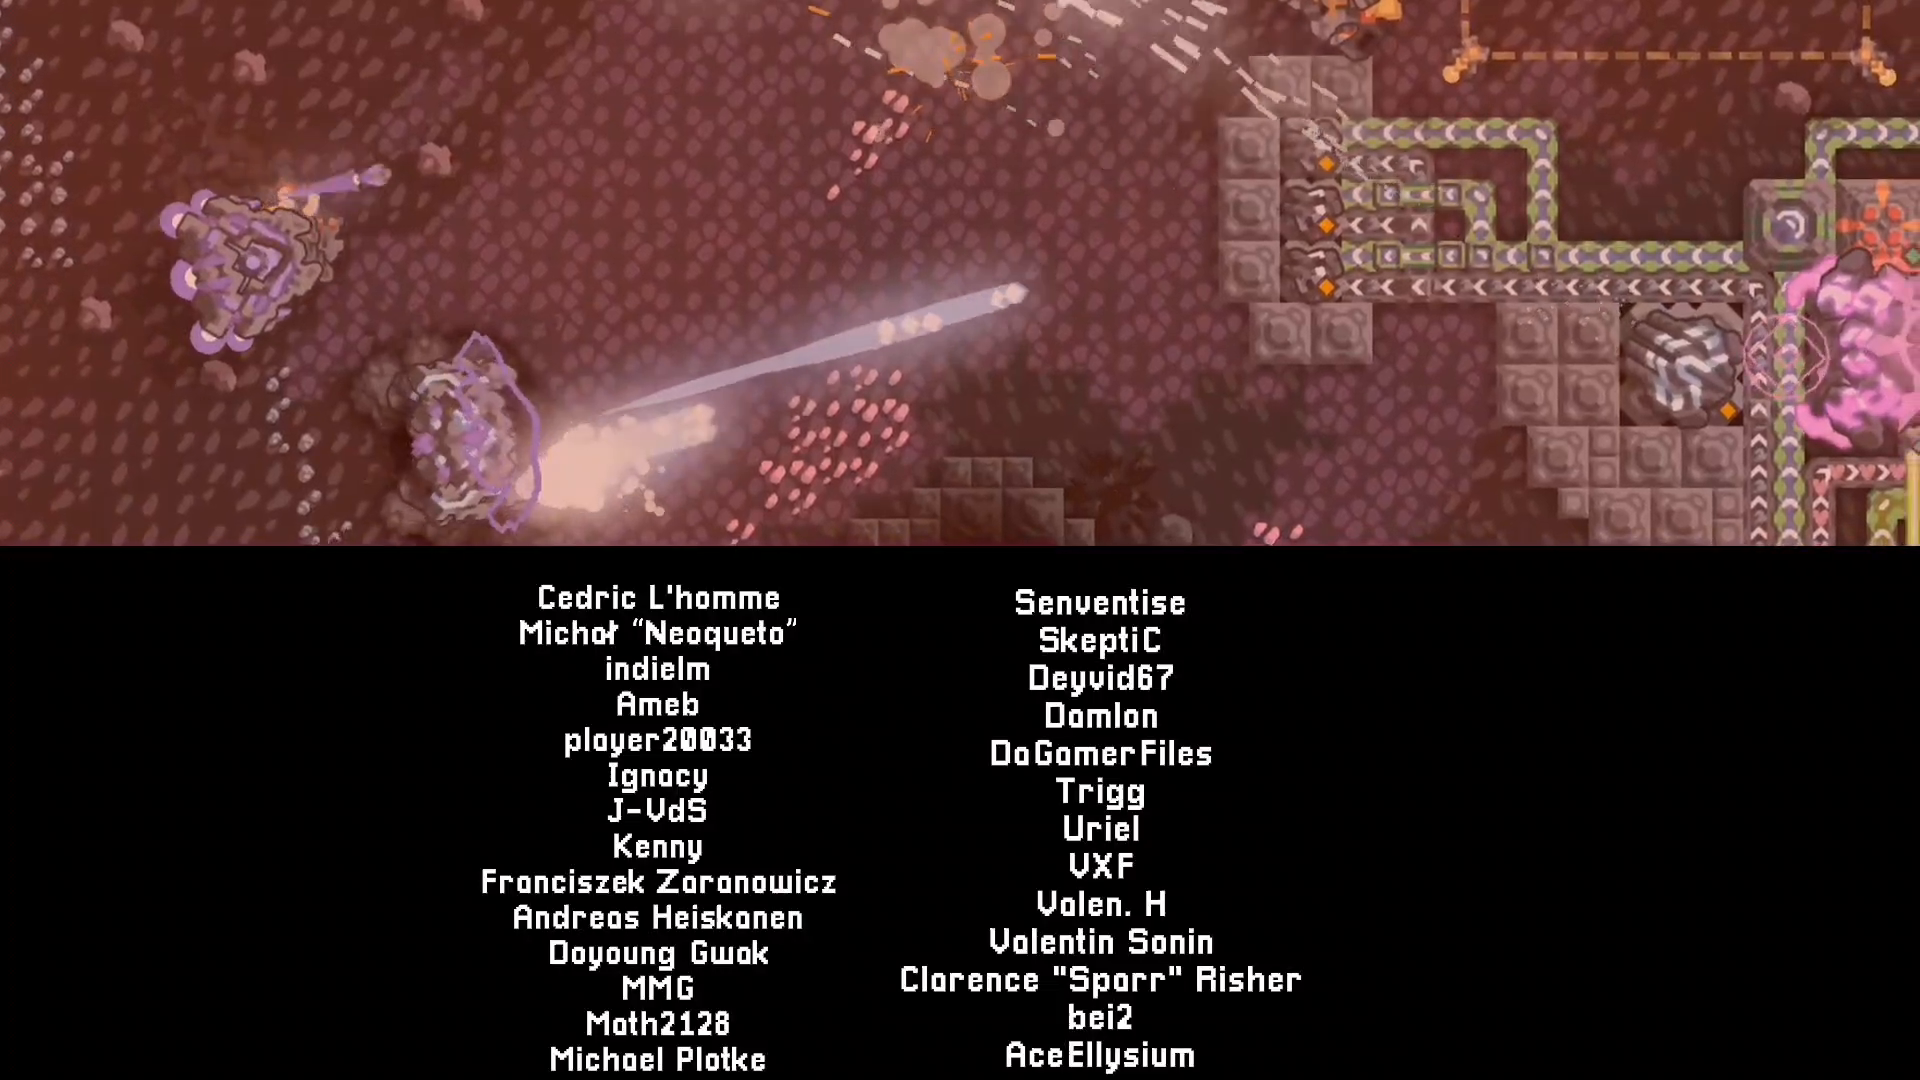 Cedric L'homme
Michał “Neoqueto”
indielm
Ameb
player20033
Ignacy
J-VdS
Kenny
Franciszek Zaranowicz
Andreas Heiskanen
Doyoung Gwak
MMG
Math2128
Michael Plotke
Senventise
SkeptiC
Deyvid67
Damlon
DaGamerFiles
Trigg
Uriel
VXF
Valen. H
Valentin Sonin
Clarence "Sparr" Risher
bei2
AceEllysium